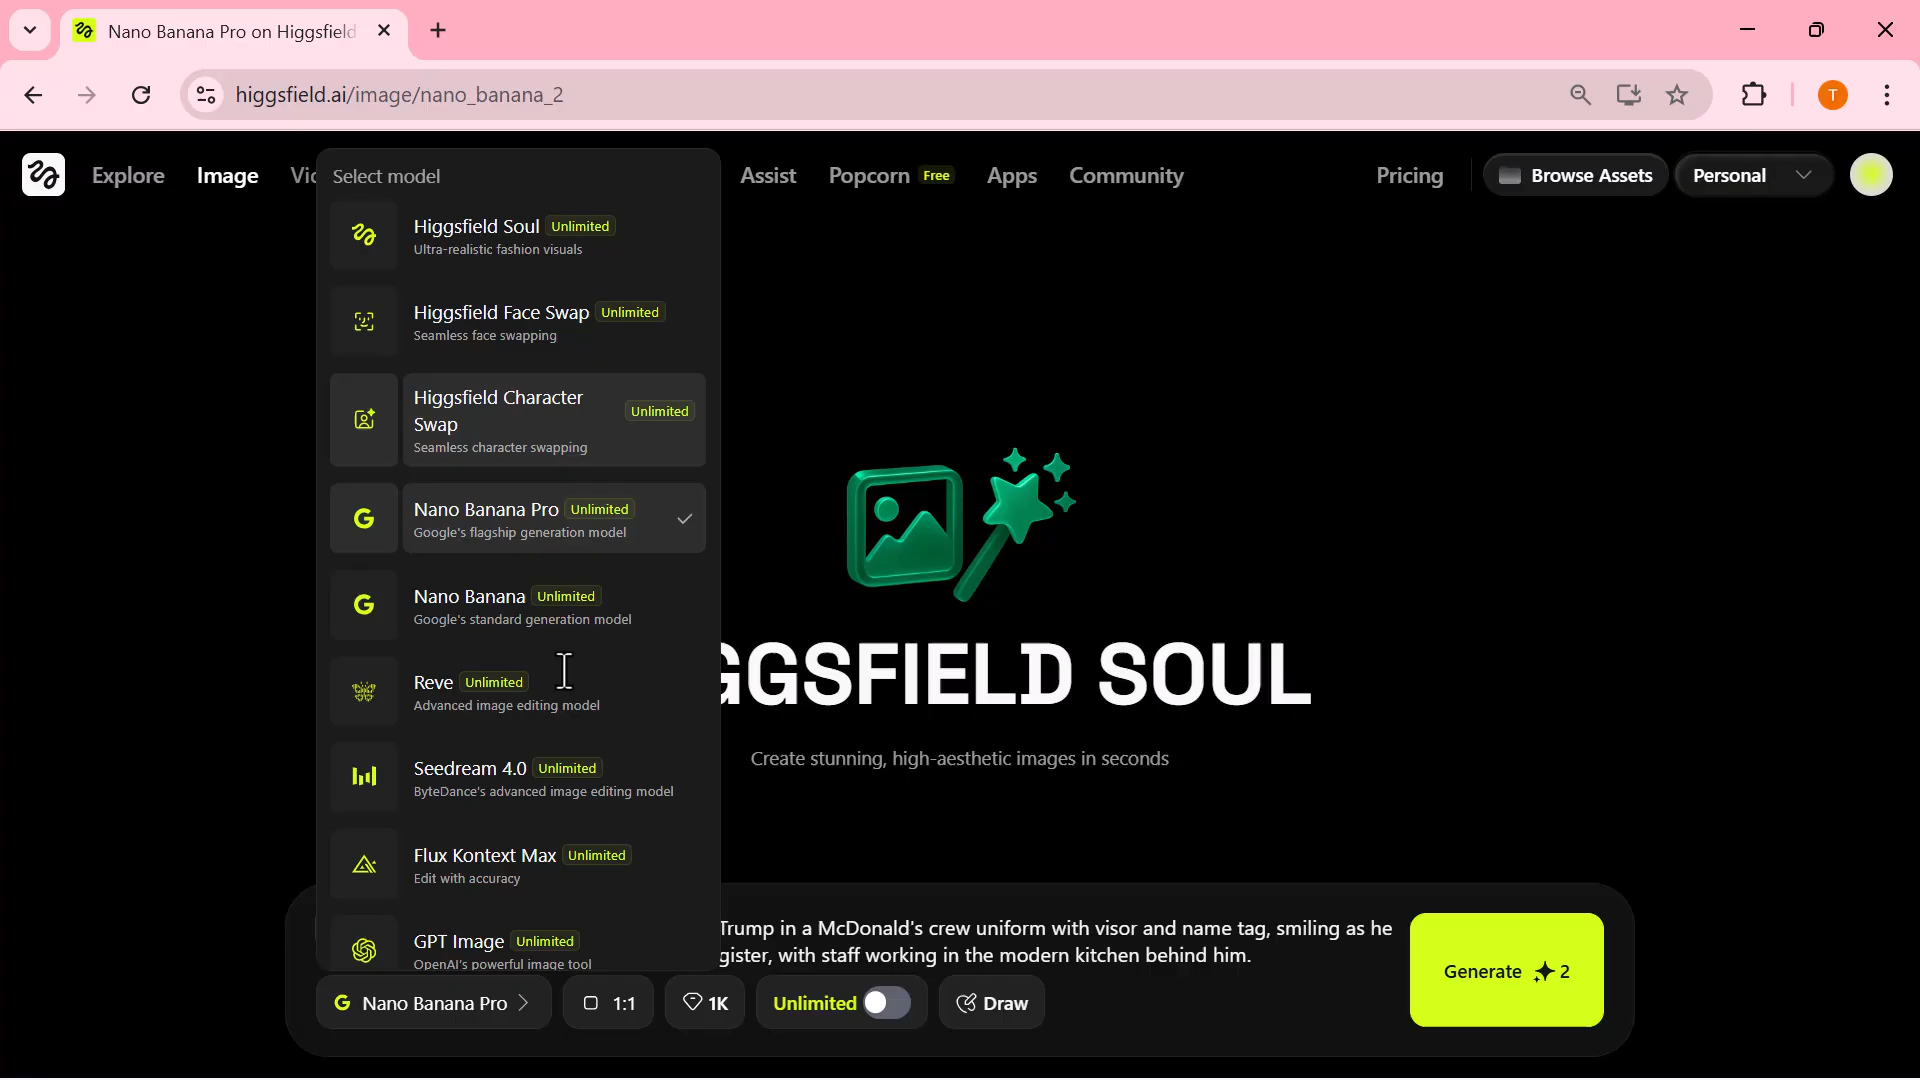 Nano Banana Pro on Higgsfield
higgsfield.ai/image/nano_banana_2
T
Explore
Image
Assist
Popcorn Free
Apps
Community
Pricing
Browse Assets
Personal
Select model
Higgsfield Soul Unlimited
Ultra-realistic fashion visuals
Higgsfield Face Swap Unlimited
Seamless face swapping
Higgsfield Character
Swap
Unlimited
Seamless character swapping
Nano Banana Pro Unlimited
Google's flagship generation model
Nano Banana Unlimited
Google's standard generation model
Reve Unlimited
Advanced image editing model
Seedream 4.0 Unlimited
ByteDance's advanced image editing model
Flux Kontext Max Unlimited
Edit with accuracy
GPT Image Unlimited
OpenAI's powerful image tool
GGSFIELD SOUL
Create stunning, high-aesthetic images in seconds
Trump in a McDonald's crew uniform with visor and name tag, smiling as he
gister, with staff working in the modern kitchen behind him.
Nano Banana Pro
1:1
1K
Unlimited
Draw
Generate 2